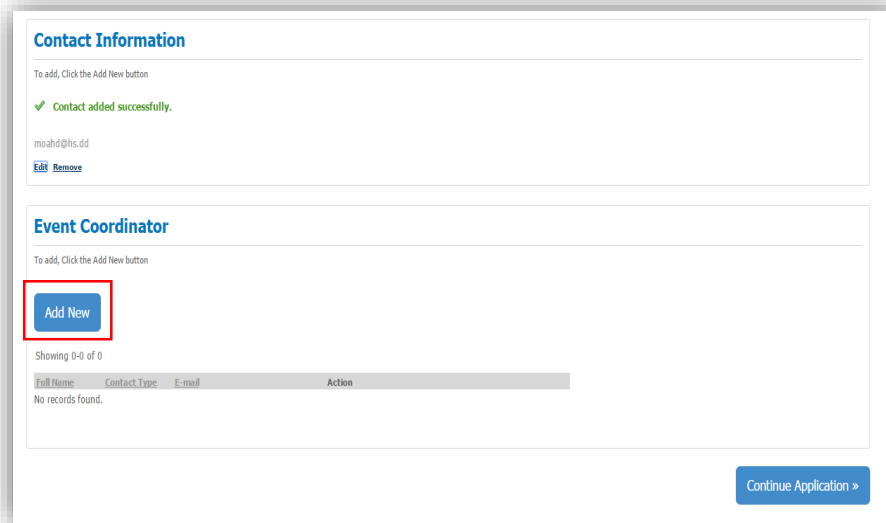 Contact Information
To add, Click the Add New button
Contact added successfully.
moahd@hs.dd
Edit Remove
Event Coordinator
To add, Click the Add New button
Add New
Showing 0-0 of 0
Full Name Contact Type E-mail Action
No records found.
Continue Application »